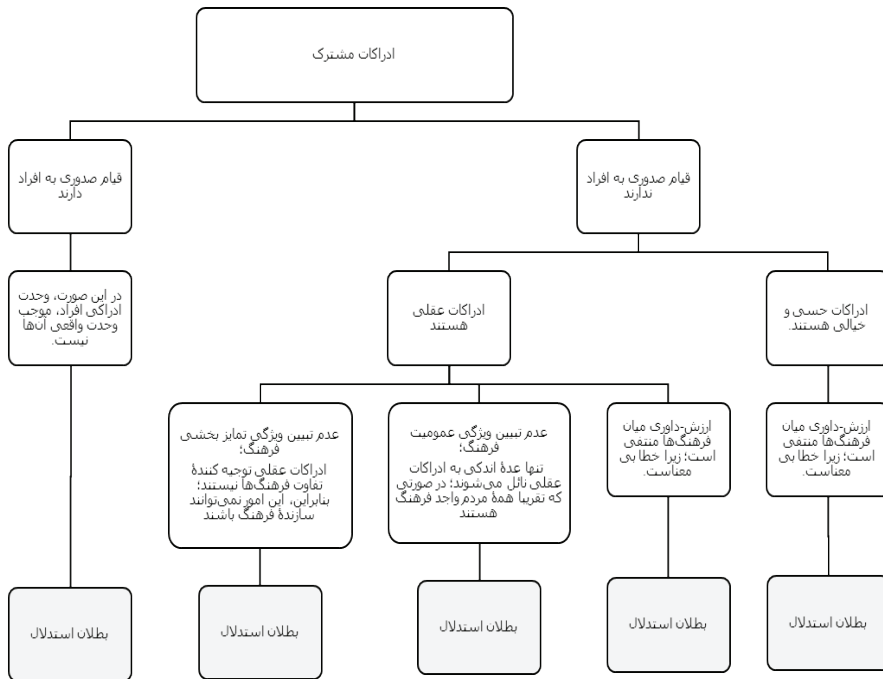 ادراکات مشترک
قیام صدوری به افراد
ندارند
قیام صدوری به افراد
دارند
ادراکات حسی و
خیالی هستند.
ادراکات عقلی
هستند
در این صورت، وحدت
ادراکی افراد، موجب
وحدت واقعی آن‌ها
نیست.
ارزش-داوری میان
فرهنگ‌ها منتفی
است؛ زیرا خطا بی
معناست.
ارزش-داوری میان
فرهنگ‌ها منتفی
است؛ زیرا خطا بی
معناست.
عدم تبیین ویژگی عمومیت
فرهنگ؛
تنها عدهٔ اندکی به ادراکات
عقلی نائل می‌شوند؛ در صورتی
که تقریبا همهٔ مردم واجد فرهنگ
هستند
عدم تبیین ویژگی تمایز بخشی
فرهنگ؛
ادراکات عقلی توجیه کنندهٔ
تفاوت فرهنگ‌ها نیستند؛
بنابراین، این امور نمی‌توانند
سازندهٔ فرهنگ باشند
بطلان استدلال
بطلان استدلال
بطلان استدلال
بطلان استدلال
بطلان استدلال